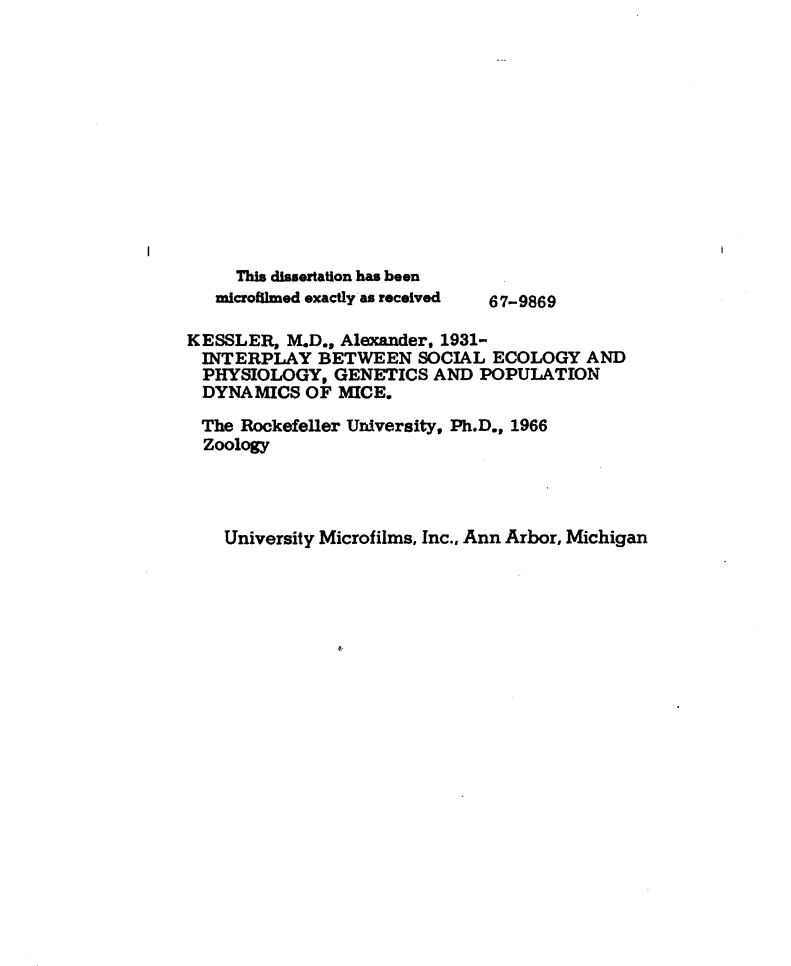 This dissertation has been
microfilmed exactly as received 67-9869
KESSLER, M.D., Alexander, 1931-
INTERPLAY BETWEEN SOCIAL ECOLOGY AND
PHYSIOLOGY, GENETICS AND POPULATION
DYNAMICS OF MICE.
The Rockefeller University, Ph.D., 1966
Zoology
University Microfilms, Inc., Ann Arbor, Michigan